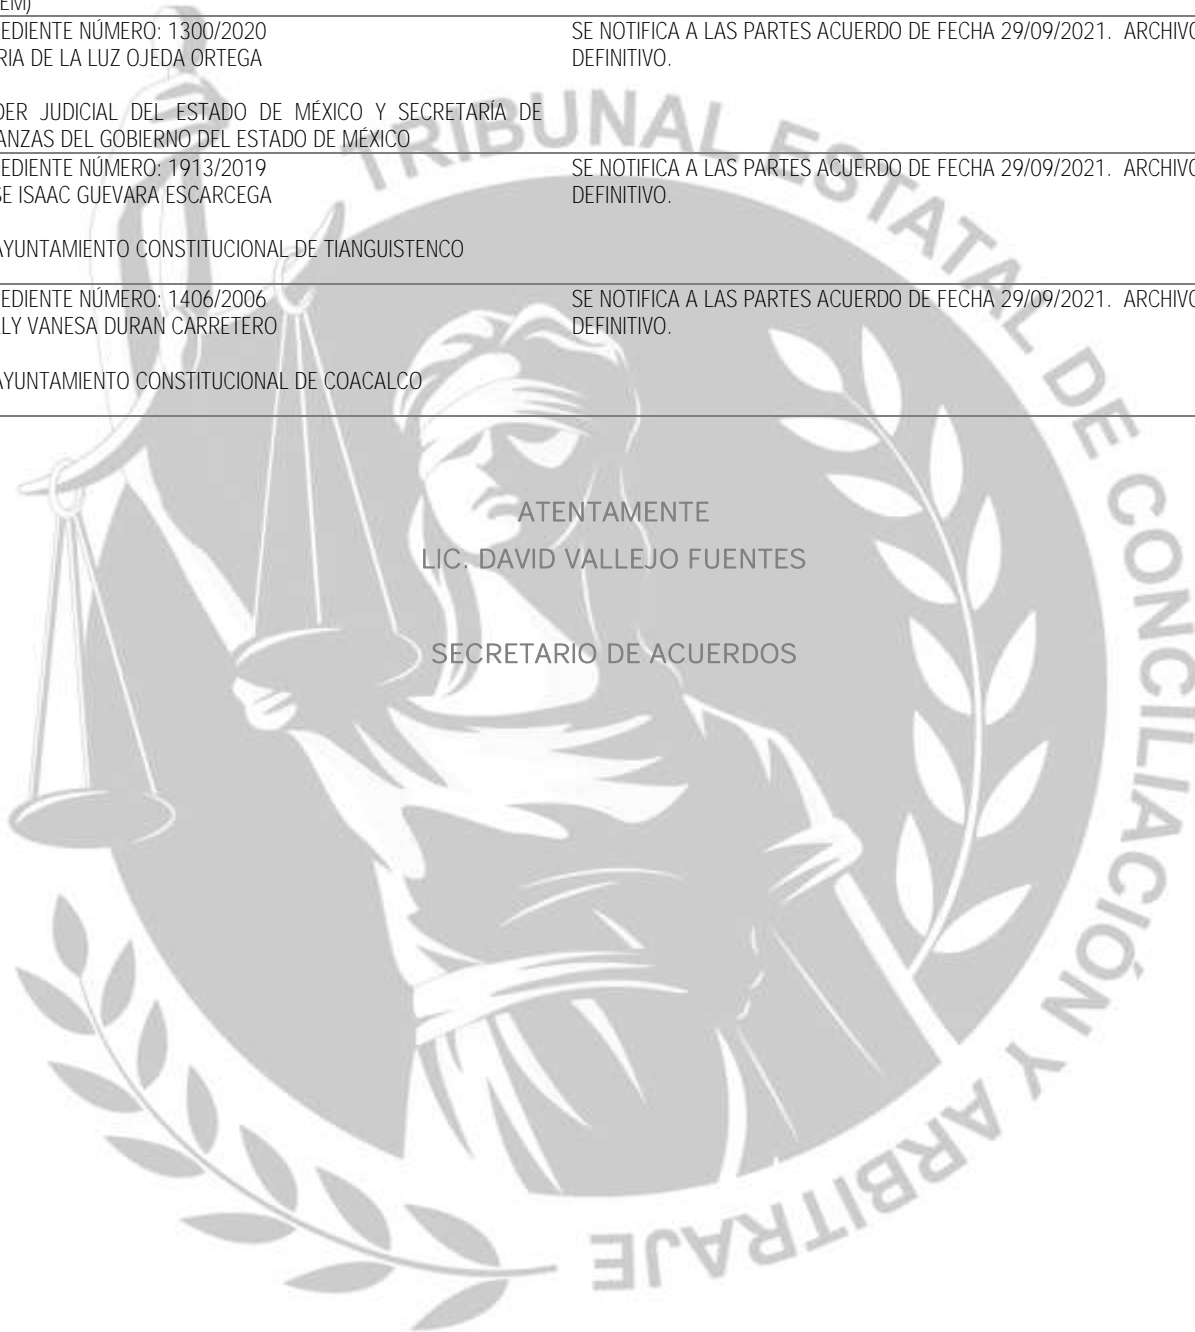 EM)
EDIENTE NÚMERO: 1300/2020
RIA DE LA LUZ OJEDA ORTEGA
SE NOTIFICA A LAS PARTES ACUERDO DE FECHA 29/09/2021. ARCHIVO
DEFINITIVO.
DER JUDICIAL DEL ESTADO DE MÉXICO Y SECRETARÍA DE
ANZAS DEL GOBIERNO DEL ESTADO DE MÉXICO
EDIENTE NÚMERO: 1913/2019
SE ISAAC GUEVARA ESCARCEGA
SE NOTIFICA A LAS PARTES ACUERDO DE FECHA 29/09/2021. ARCHIVO
DEFINITIVO.
AYUNTAMIENTO CONSTITUCIONAL DE TIANGUISTENCO
EDIENTE NÚMERO: 1406/2006
LY VANESA DURAN CARRETERO
SE NOTIFICA A LAS PARTES ACUERDO DE FECHA 29/09/2021. ARCHIVO
DEFINITIVO.
AYUNTAMIENTO CONSTITUCIONAL DE COACALCO
ATENTAMENTE
LIC. DAVID VALLEJO FUENTES
SECRETARIO DE ACUERDOS
TRIBUNAL ESTATAL DE CONCILIACIÓN Y ARBITRAJE